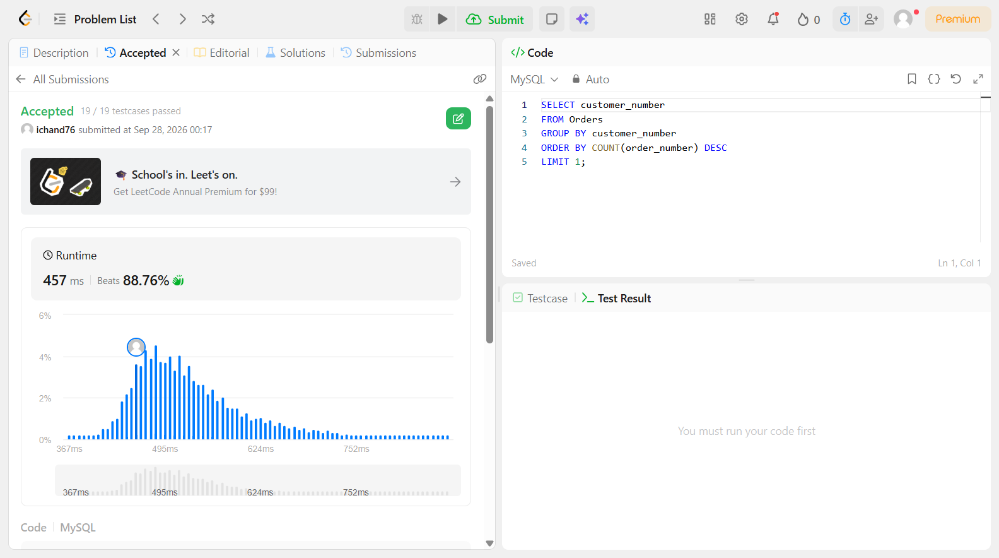 Problem List
Submit
0
Premium
Description
Accepted
Editorial
Solutions
Submissions
All Submissions
Accepted 19 / 19 testcases passed
ichand76 submitted at Sep 28, 2026 00:17
School's in. Leet's on.
Get LeetCode Annual Premium for $99!
Runtime
457 ms Beats 88.76%
6%
4%
2%
0%
367ms 495ms 624ms 752ms
367ms 495ms 624ms 752ms
Code MySQL
</> Code
MySQL Auto
1 SELECT customer_number
2 FROM Orders
3 GROUP BY customer_number
4 ORDER BY COUNT(order_number) DESC
5 LIMIT 1;
Saved Ln 1, Col 1
Testcase >_ Test Result
You must run your code first